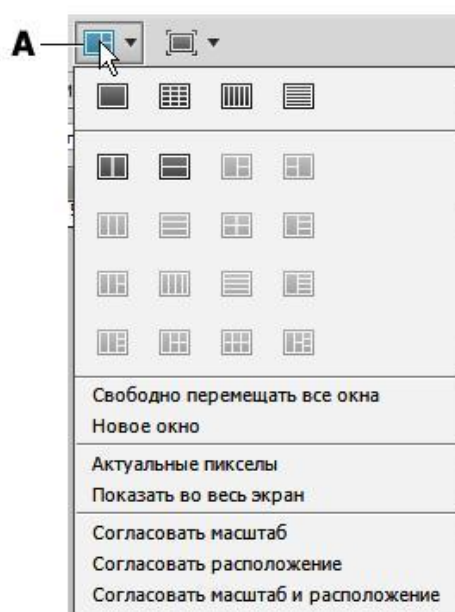 A
Свободно перемещать все окна
Новое окно
Актуальные пикселы
Показать во весь экран
Согласовать масштаб
Согласовать расположение
Согласовать масштаб и расположение